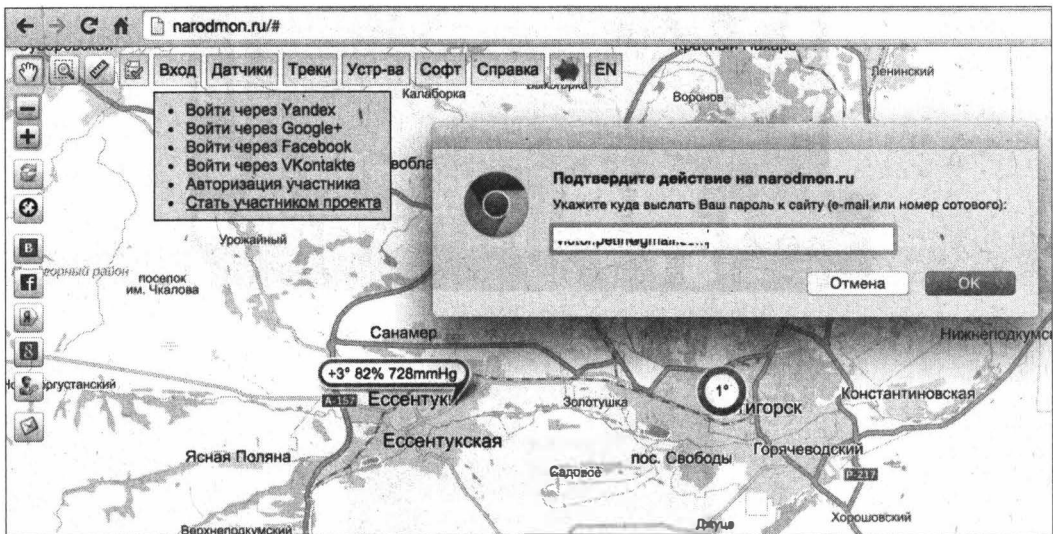 narodmon.ru/#
Вход Датчики Треки Устр-ва Софт Справка EN
• Войти через Yandex
• Войти через Google+
• Войти через Facebook
• Войти через VKontakte
• Авторизация участника
• Стать участником проекта
Подтвердите действие на narodmon.ru
Укажите куда выслать Ваш пароль к сайту (e-mail или номер сотового):
Отмена OK
Ленинский
Воронов
Урожайный
поселок
им. Чкалова
Санамер
+3° 82% 728mmHg
1°
A-157
Золотушка
Константиновская
Ессентукская
Ясная Поляна
пос. Свободы
Горячеводский
P-217
Садовое
Хорошовский